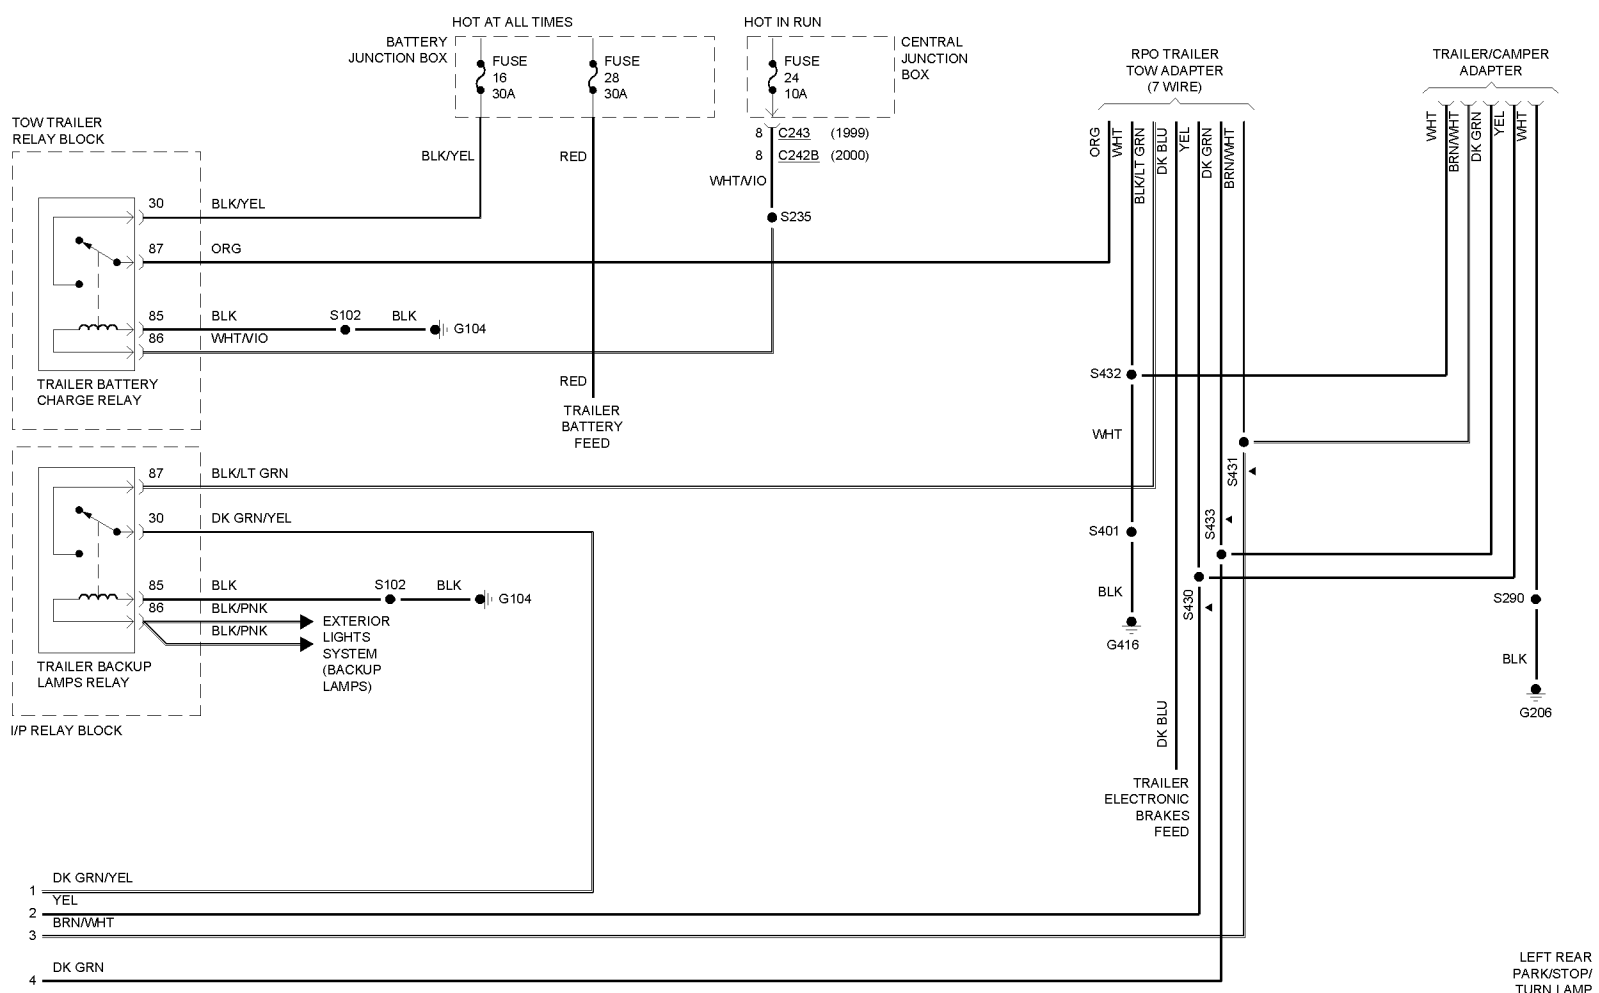 HOT AT ALL TIMES
HOT IN RUN
BATTERY
JUNCTION BOX
FUSE
16
30A
FUSE
28
30A
FUSE
24
10A
CENTRAL
JUNCTION
BOX
RPO TRAILER
TOW ADAPTER
(7 WIRE)
TRAILER/CAMPER
ADAPTER
TOW TRAILER
RELAY BLOCK
BLK/YEL
RED
8 C243 (1999)
8 C242B (2000)
WHT/VIO
S235
ORG
WHT
BLK/LT GRN
DK BLU
YEL
DK GRN
BRN/WHT
WHT
BRN/WHT
DK GRN
YEL
WHT
30 BLK/YEL
87 ORG
85 BLK
S102
BLK
G104
86 WHT/VIO
TRAILER BATTERY
CHARGE RELAY
RED
TRAILER
BATTERY
FEED
S432
WHT
S431
S401
S433
BLK
S430
G416
S290
BLK
G206
87 BLK/LT GRN
30 DK GRN/YEL
85 BLK
S102
BLK
G104
86 BLK/PNK
BLK/PNK
EXTERIOR
LIGHTS
SYSTEM
(BACKUP
LAMPS)
TRAILER BACKUP
LAMPS RELAY
I/P RELAY BLOCK
DK BLU
TRAILER
ELECTRONIC
BRAKES
FEED
1 DK GRN/YEL
2 YEL
3 BRN/WHT
4 DK GRN
LEFT REAR
PARK/STOP/
TURN LAMP